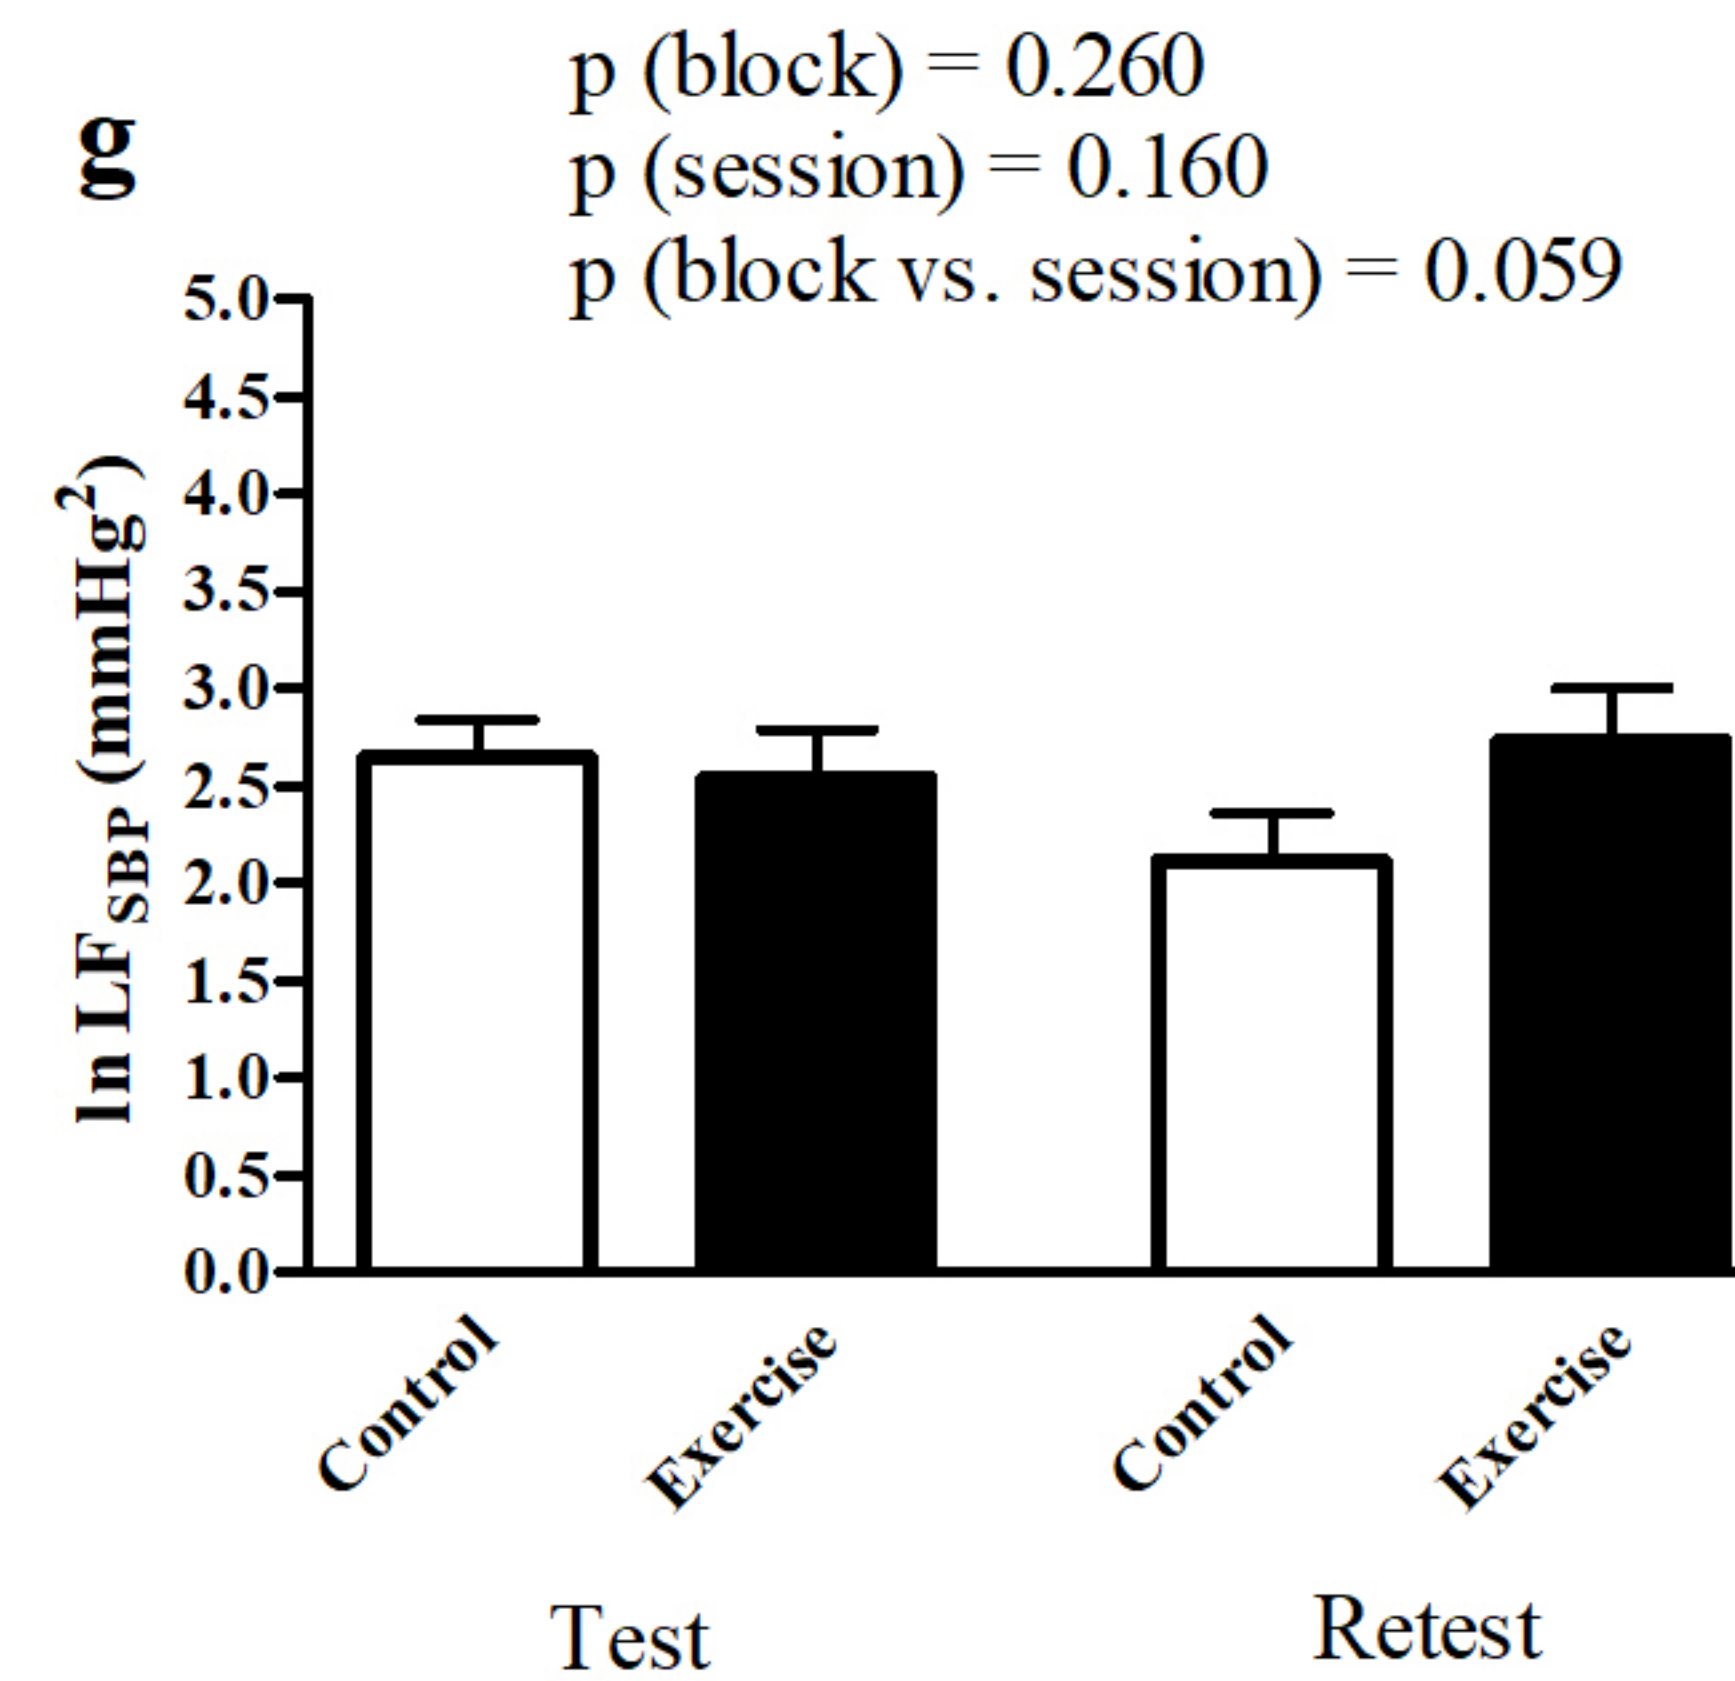 g
p (block) = 0.260
p (session) = 0.160
p (block vs. session) = 0.059
ln LF SBP (mmHg²)
5.0
4.5
4.0
3.5
3.0
2.5
2.0
1.5
1.0
0.5
0.0
Control
Exercise
Control
Exercise
Test
Retest